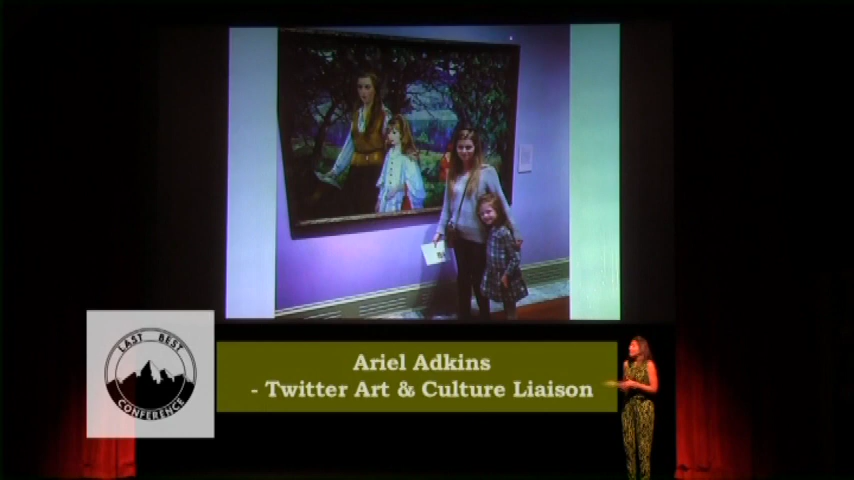 LAST BEST
CONFERENCE
Ariel Adkins
- Twitter Art & Culture Liaison